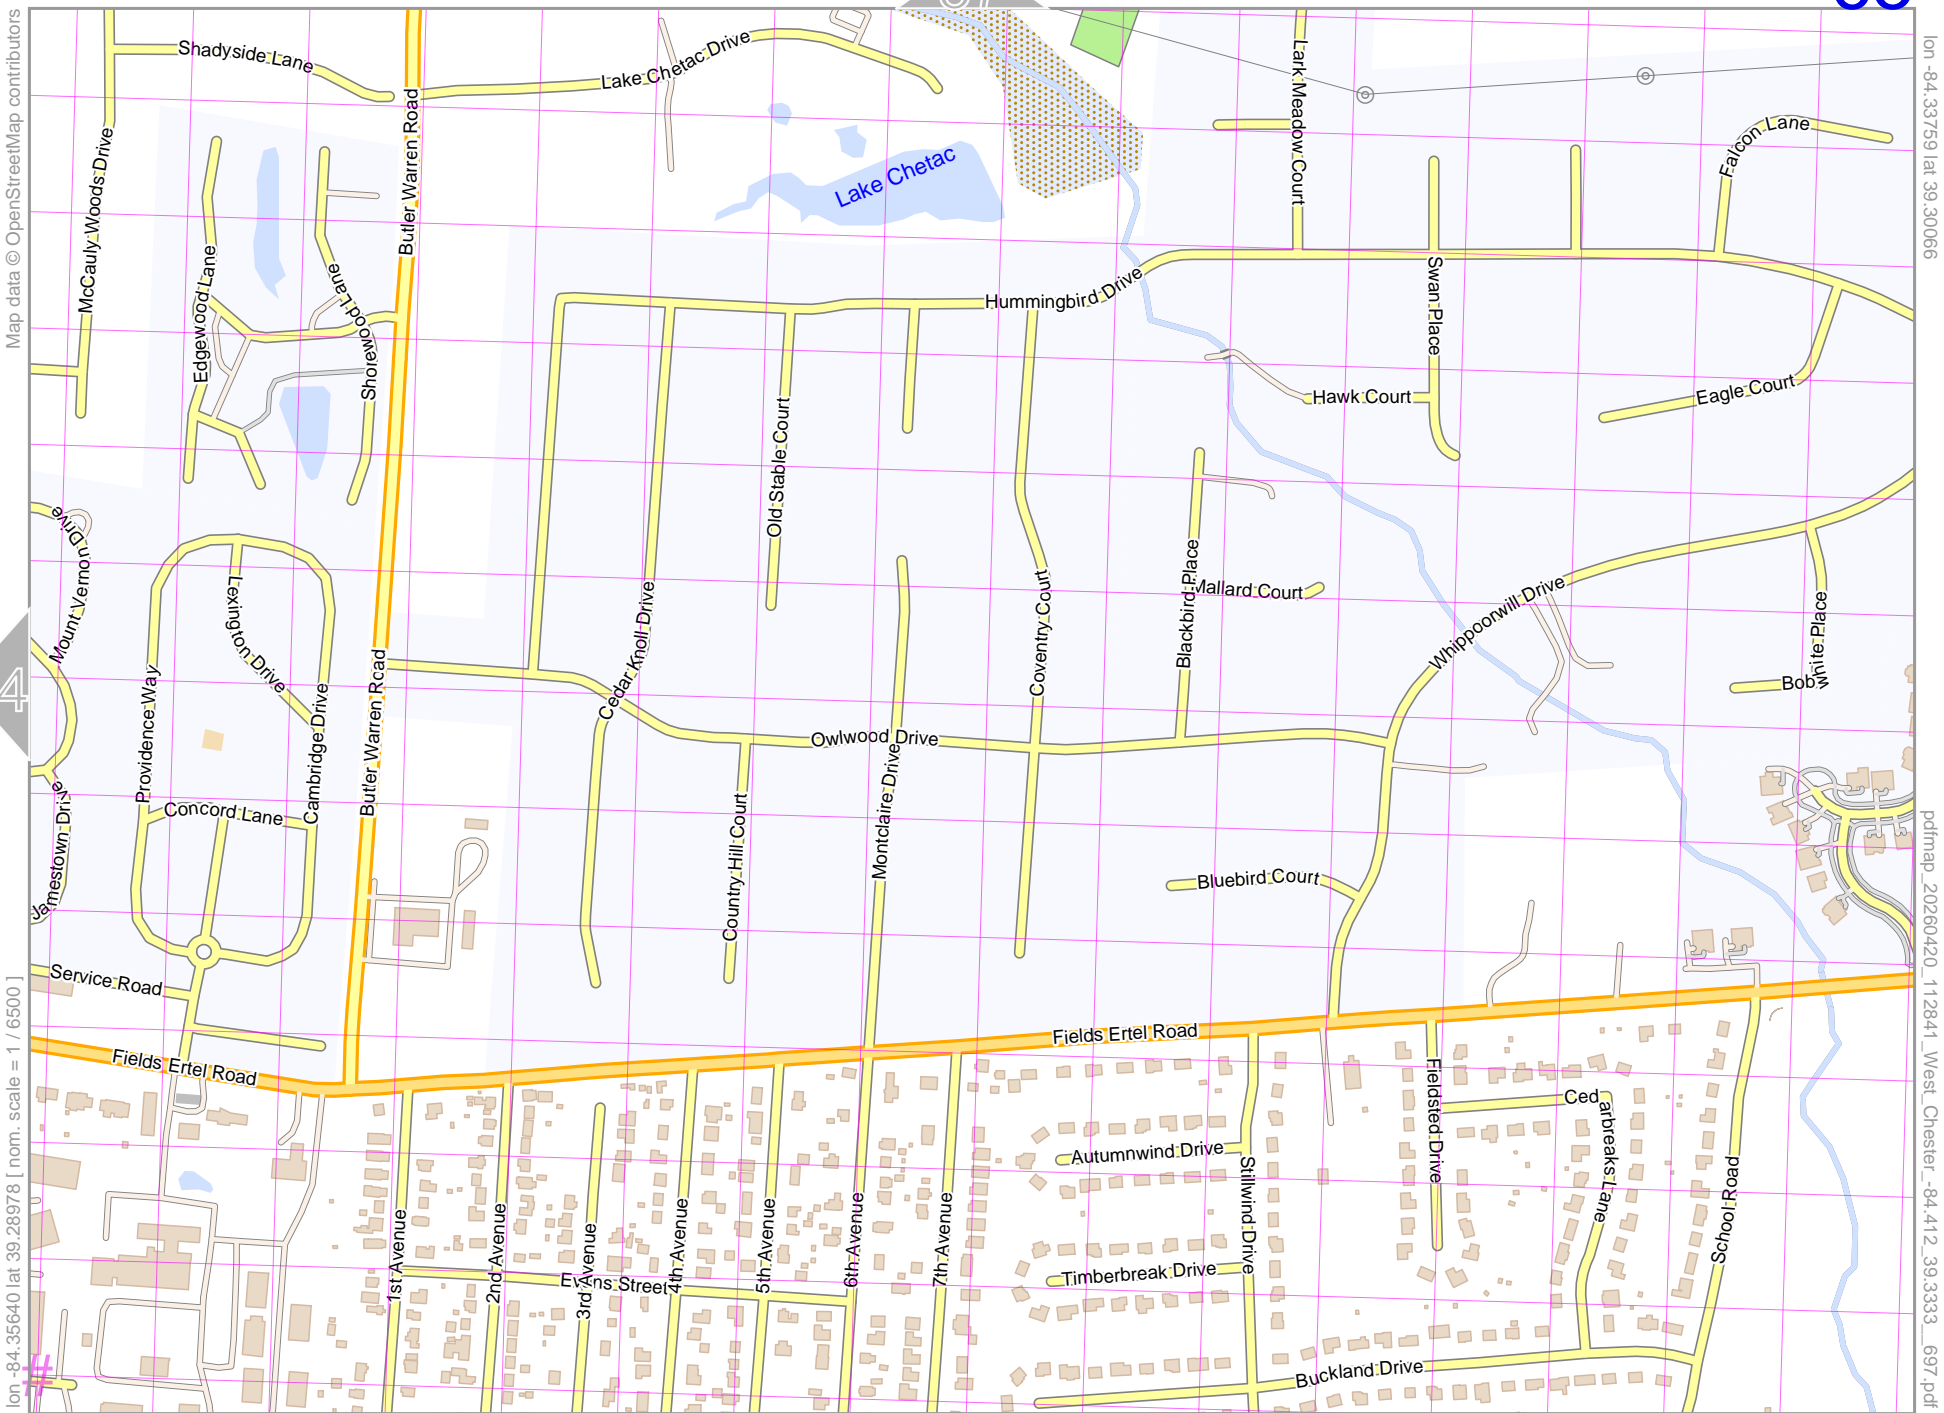 Map data © OpenStreetMap contributors
lon -84.33759 lat 39.30066
Shadyside Lane
Lake Chetac Drive
Lark Meadow Court
Falcon Lane
McCauly Woods Drive
Butler Warren Road
Lake Chetac
Edgewood Lane
Shorewood Lane
Hummingbird Drive
Swan Place
Hawk Court
Eagle Court
Old Stable Court
Mount Vernon Drive
Lexington Drive
Cedar Knoll Drive
Coventry Court
Blackbird Place
Mallard Court
Whippoorwill Drive
Bob white Place
4
Providence Way
Cambridge Drive
Butler Warren Road
Owlwood Drive
Montclaire Drive
Jamestown Drive
Concord Lane
Country Hill Court
Bluebird Court
Service Road
Fields Ertel Road
Fields Ertel Road
Fieldsted Drive
Cedarbreaks Lane
Autumnwind Drive
Stillwind Drive
School Road
1st Avenue
2nd Avenue
3rd Avenue
4th Avenue
5th Avenue
6th Avenue
7th Avenue
Evans Street
Timberbreak Drive
Buckland Drive
#
lon -84.35640 lat 39.28978 [ nom. scale = 1 / 6500 ]
pdfmap_20260420_112841_West_Chester_-84.412_39.3333__697.pdf